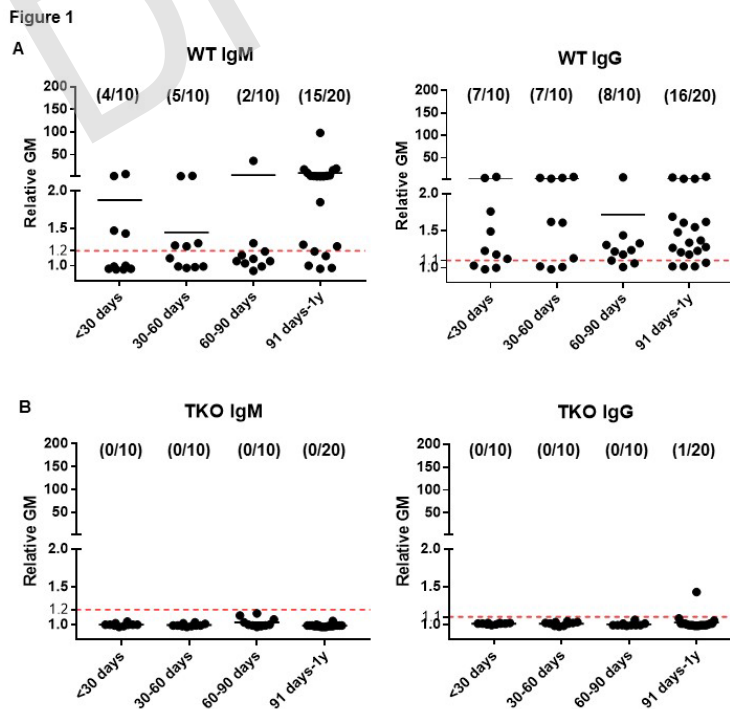 Figure 1
A
WT IgM
(4/10) (5/10) (2/10) (15/20)
Relative GM
200
150
100
50
2.0
1.5
1.2
1.0
<30 days
30-60 days
60-90 days
91 days-1y
WT IgG
(7/10) (7/10) (8/10) (16/20)
Relative GM
200
150
100
50
2.0
1.5
1.1
1.0
<30 days
30-60 days
60-90 days
91 days-1y
B
TKO IgM
(0/10) (0/10) (0/10) (0/20)
Relative GM
200
150
100
50
2.0
1.5
1.2
1.0
<30 days
30-60 days
60-90 days
91 days-1y
TKO IgG
(0/10) (0/10) (0/10) (1/20)
Relative GM
200
150
100
50
2.0
1.5
1.1
1.0
<30 days
30-60 days
60-90 days
91 days-1y